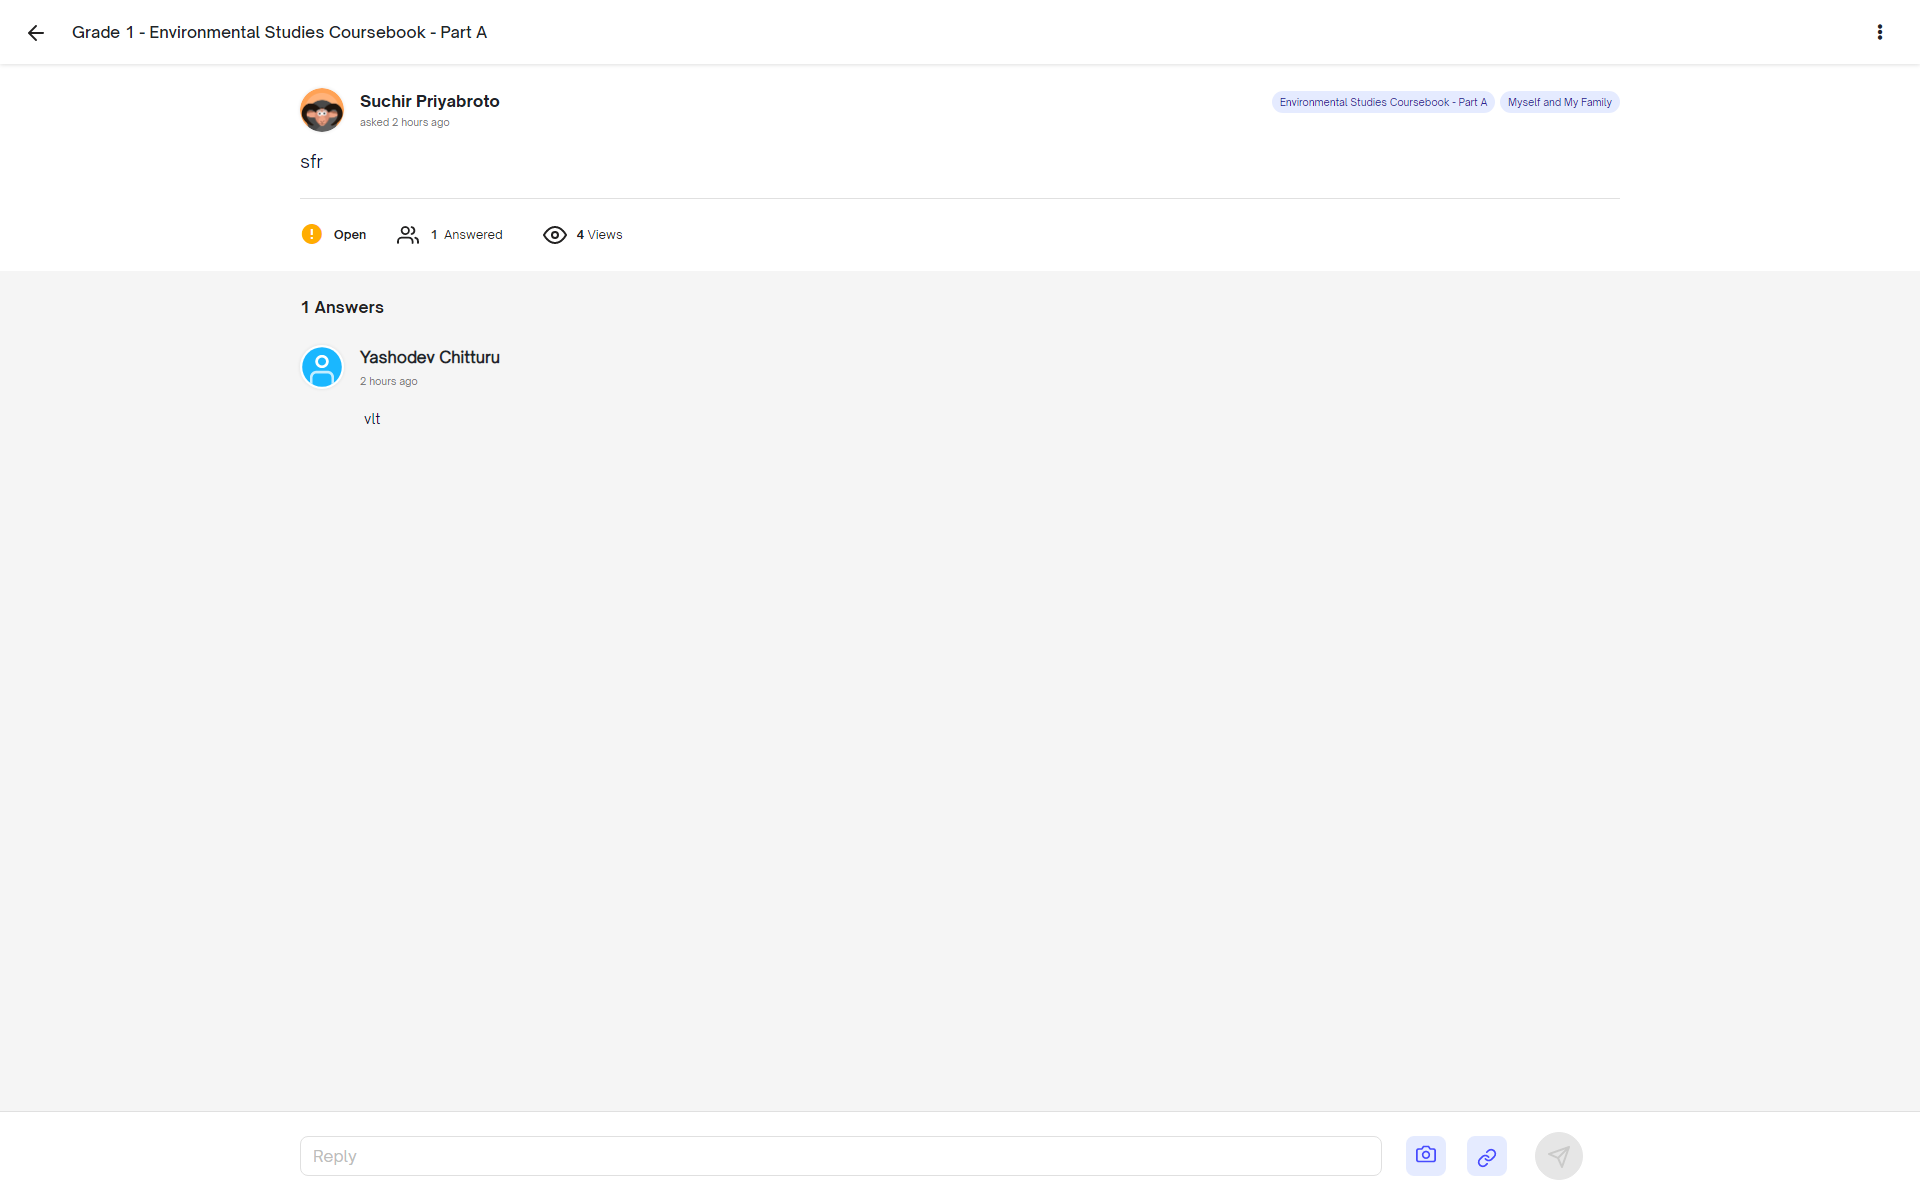 Grade 1 - Environmental Studies Coursebook - Part A
Suchir Priyabroto
asked 2 hours ago
Environmental Studies Coursebook - Part A
Myself and My Family
sfr
Open
1 Answered
4 Views
1 Answers
Yashodev Chitturu
2 hours ago
vlt
Reply